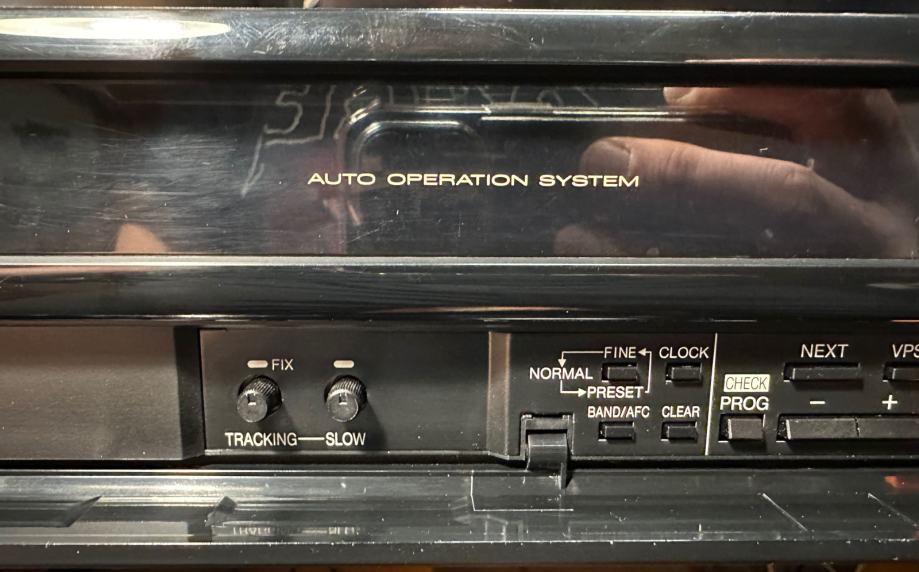 AUTO OPERATION SYSTEM
FIX
TRACKING SLOW
FINE
NORMAL
PRESET
CLOCK
BAND/AFC
CLEAR
CHECK
PROG
NEXT
VPS
- +